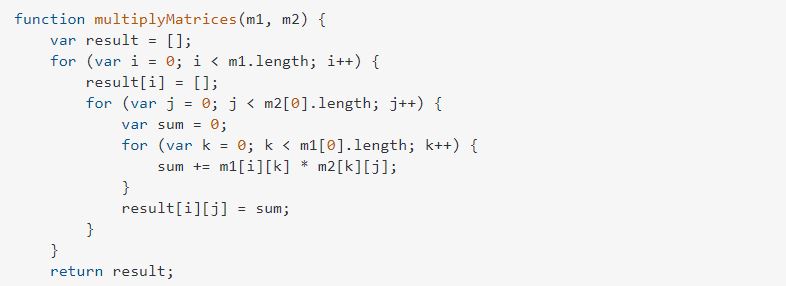 function multiplyMatrices(m1, m2) {
    var result = [];
    for (var i = 0; i < m1.length; i++) {
        result[i] = [];
        for (var j = 0; j < m2[0].length; j++) {
            var sum = 0;
            for (var k = 0; k < m1[0].length; k++) {
                sum += m1[i][k] * m2[k][j];
            }
            result[i][j] = sum;
        }
    }
    return result;